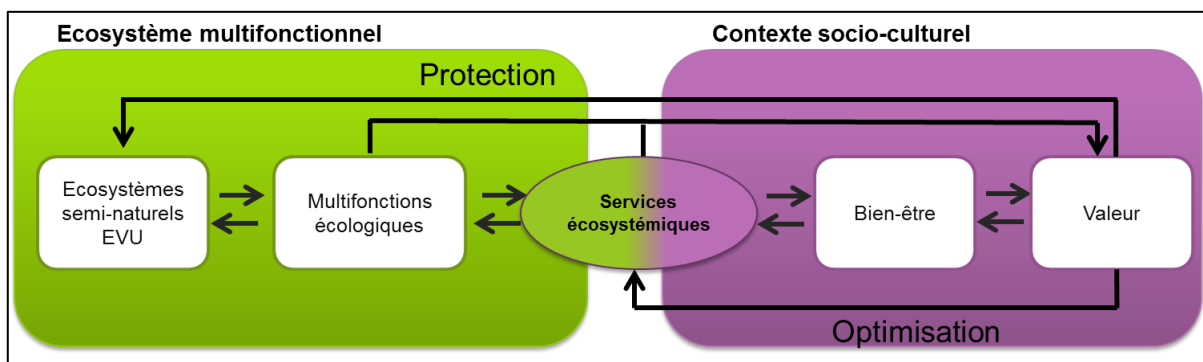 Ecosystème multifonctionnel
Contexte socio-culturel
Protection
Ecosystèmes
semi-naturels
EVU
Multifonctions
écologiques
Services
écosystémiques
Bien-être
Valeur
Optimisation